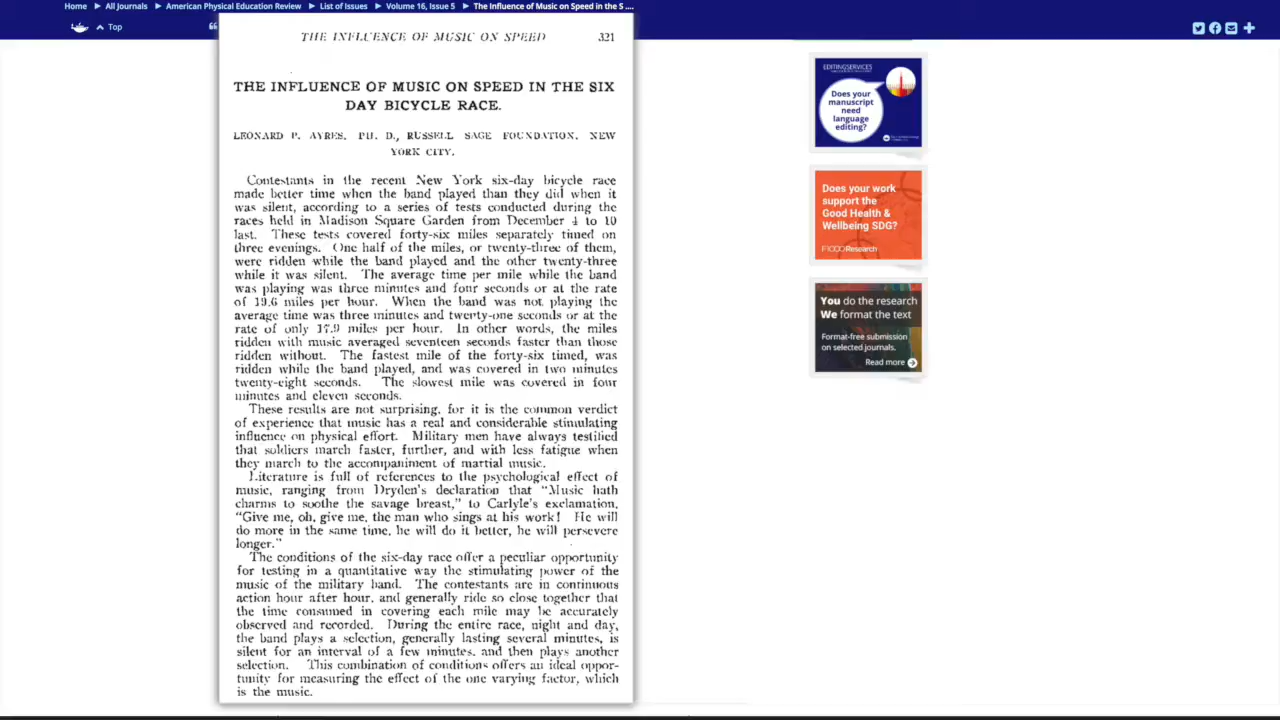 Home ▶ All Journals ▶ American Physical Education Review ▶ List of Issues ▶ Volume 16, Issue 5 ▶ The Influence of Music on Speed in the S ....
Top
THE INFLUENCE OF MUSIC ON SPEED 321
THE INFLUENCE OF MUSIC ON SPEED IN THE SIX
DAY BICYCLE RACE.
LEONARD P. AYRES, PH. D., RUSSELL SAGE FOUNDATION, NEW
YORK CITY.
Contestants in the recent New York six-day bicycle race
made better time when the band played than they did when it
was silent, according to a series of tests conducted during the
races held in Madison Square Garden from December 4 to 10
last. These tests covered forty-six miles separately timed on
three evenings. One half of the miles, or twenty-three of them,
were ridden while the band played and the other twenty-three
while it was silent. The average time per mile while the band
was playing was three minutes and four seconds or at the rate
of 19.6 miles per hour. When the band was not playing the
average time was three minutes and twenty-one seconds or at the
rate of only 17.9 miles per hour. In other words, the miles
ridden with music averaged seventeen seconds faster than those
ridden without. The fastest mile of the forty-six timed, was
ridden while the band played, and was covered in two minutes
twenty-eight seconds. The slowest mile was covered in four
minutes and eleven seconds.
These results are not surprising, for it is the common verdict
of experience that music has a real and considerable stimulating
influence on physical effort. Military men have always testified
that soldiers march faster, further, and with less fatigue when
they march to the accompaniment of martial music.
Literature is full of references to the psychological effect of
music, ranging from Dryden's declaration that "Music hath
charms to soothe the savage breast," to Carlyle's exclamation,
"Give me, oh, give me, the man who sings at his work! He will
do more in the same time, he will do it better, he will persevere
longer."
The conditions of the six-day race offer a peculiar opportunity
for testing in a quantitative way the stimulating power of the
music of the military band. The contestants are in continuous
action hour after hour, and generally ride so close together that
the time consumed in covering each mile may be accurately
observed and recorded. During the entire race, night and day,
the band plays a selection, generally lasting several minutes, is
silent for an interval of a few minutes, and then plays another
selection. This combination of conditions offers an ideal oppor-
tunity for measuring the effect of the one varying factor, which
is the music.
EDITING SERVICES
Does your
manuscript
need
language
editing?
Does your work
support the
Good Health &
Wellbeing SDG?
F1000Research
You do the research
We format the text
Format-free submission
on selected journals.
Read more